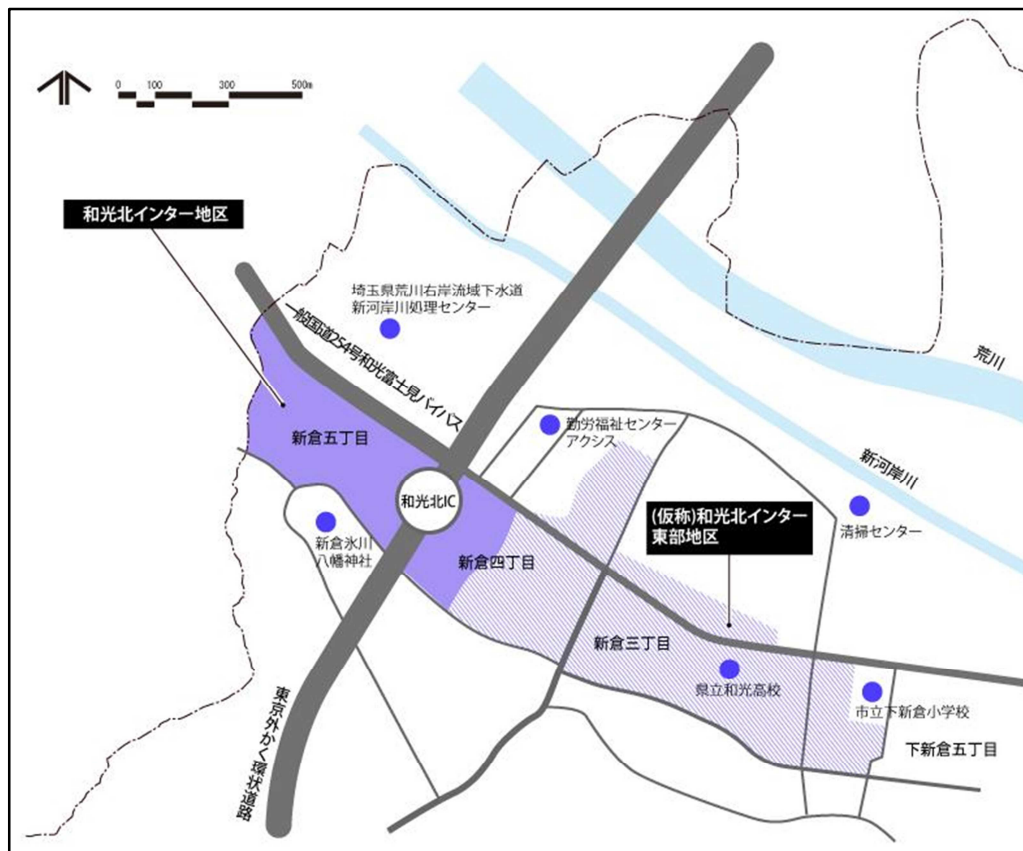 0 100 300 500m
和光北インター地区
埼玉県荒川右岸流域下水道
新河岸川処理センター
一般国道254号和光富士見バイパス
荒川
勤労福祉センター
アクシス
新倉五丁目
新河岸川
和光北IC
(仮称)和光北インター
東部地区
清掃センター
新倉氷川
八幡神社
新倉四丁目
新倉三丁目
県立和光高校
市立下新倉小学校
下新倉五丁目
東京外かく環状道路